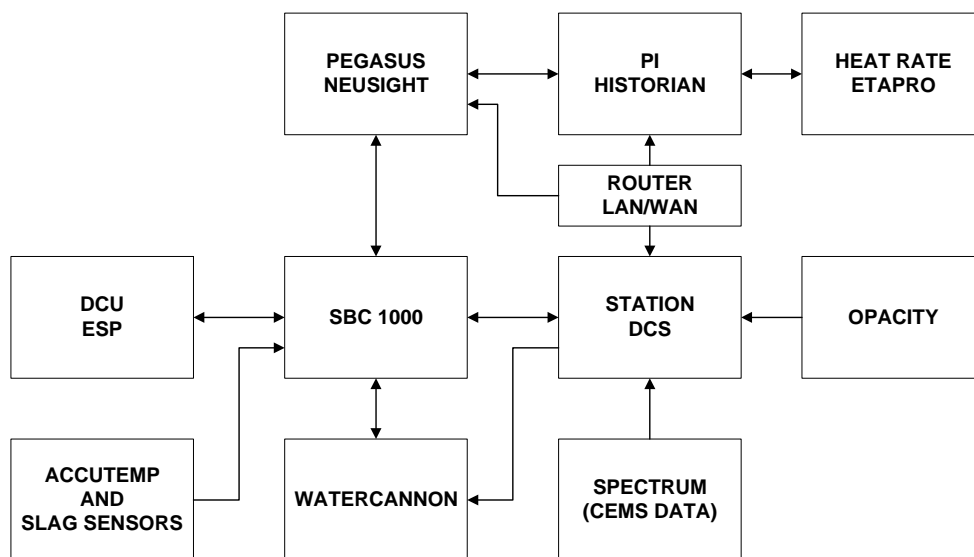 PEGASUS
NEUSIGHT
PI
HISTORIAN
HEAT RATE
ETAPRO
ROUTER
LAN/WAN
DCU
ESP
SBC 1000
STATION
DCS
OPACITY
ACCUTEMP
AND
SLAG SENSORS
WATERCANNON
SPECTRUM
(CEMS DATA)